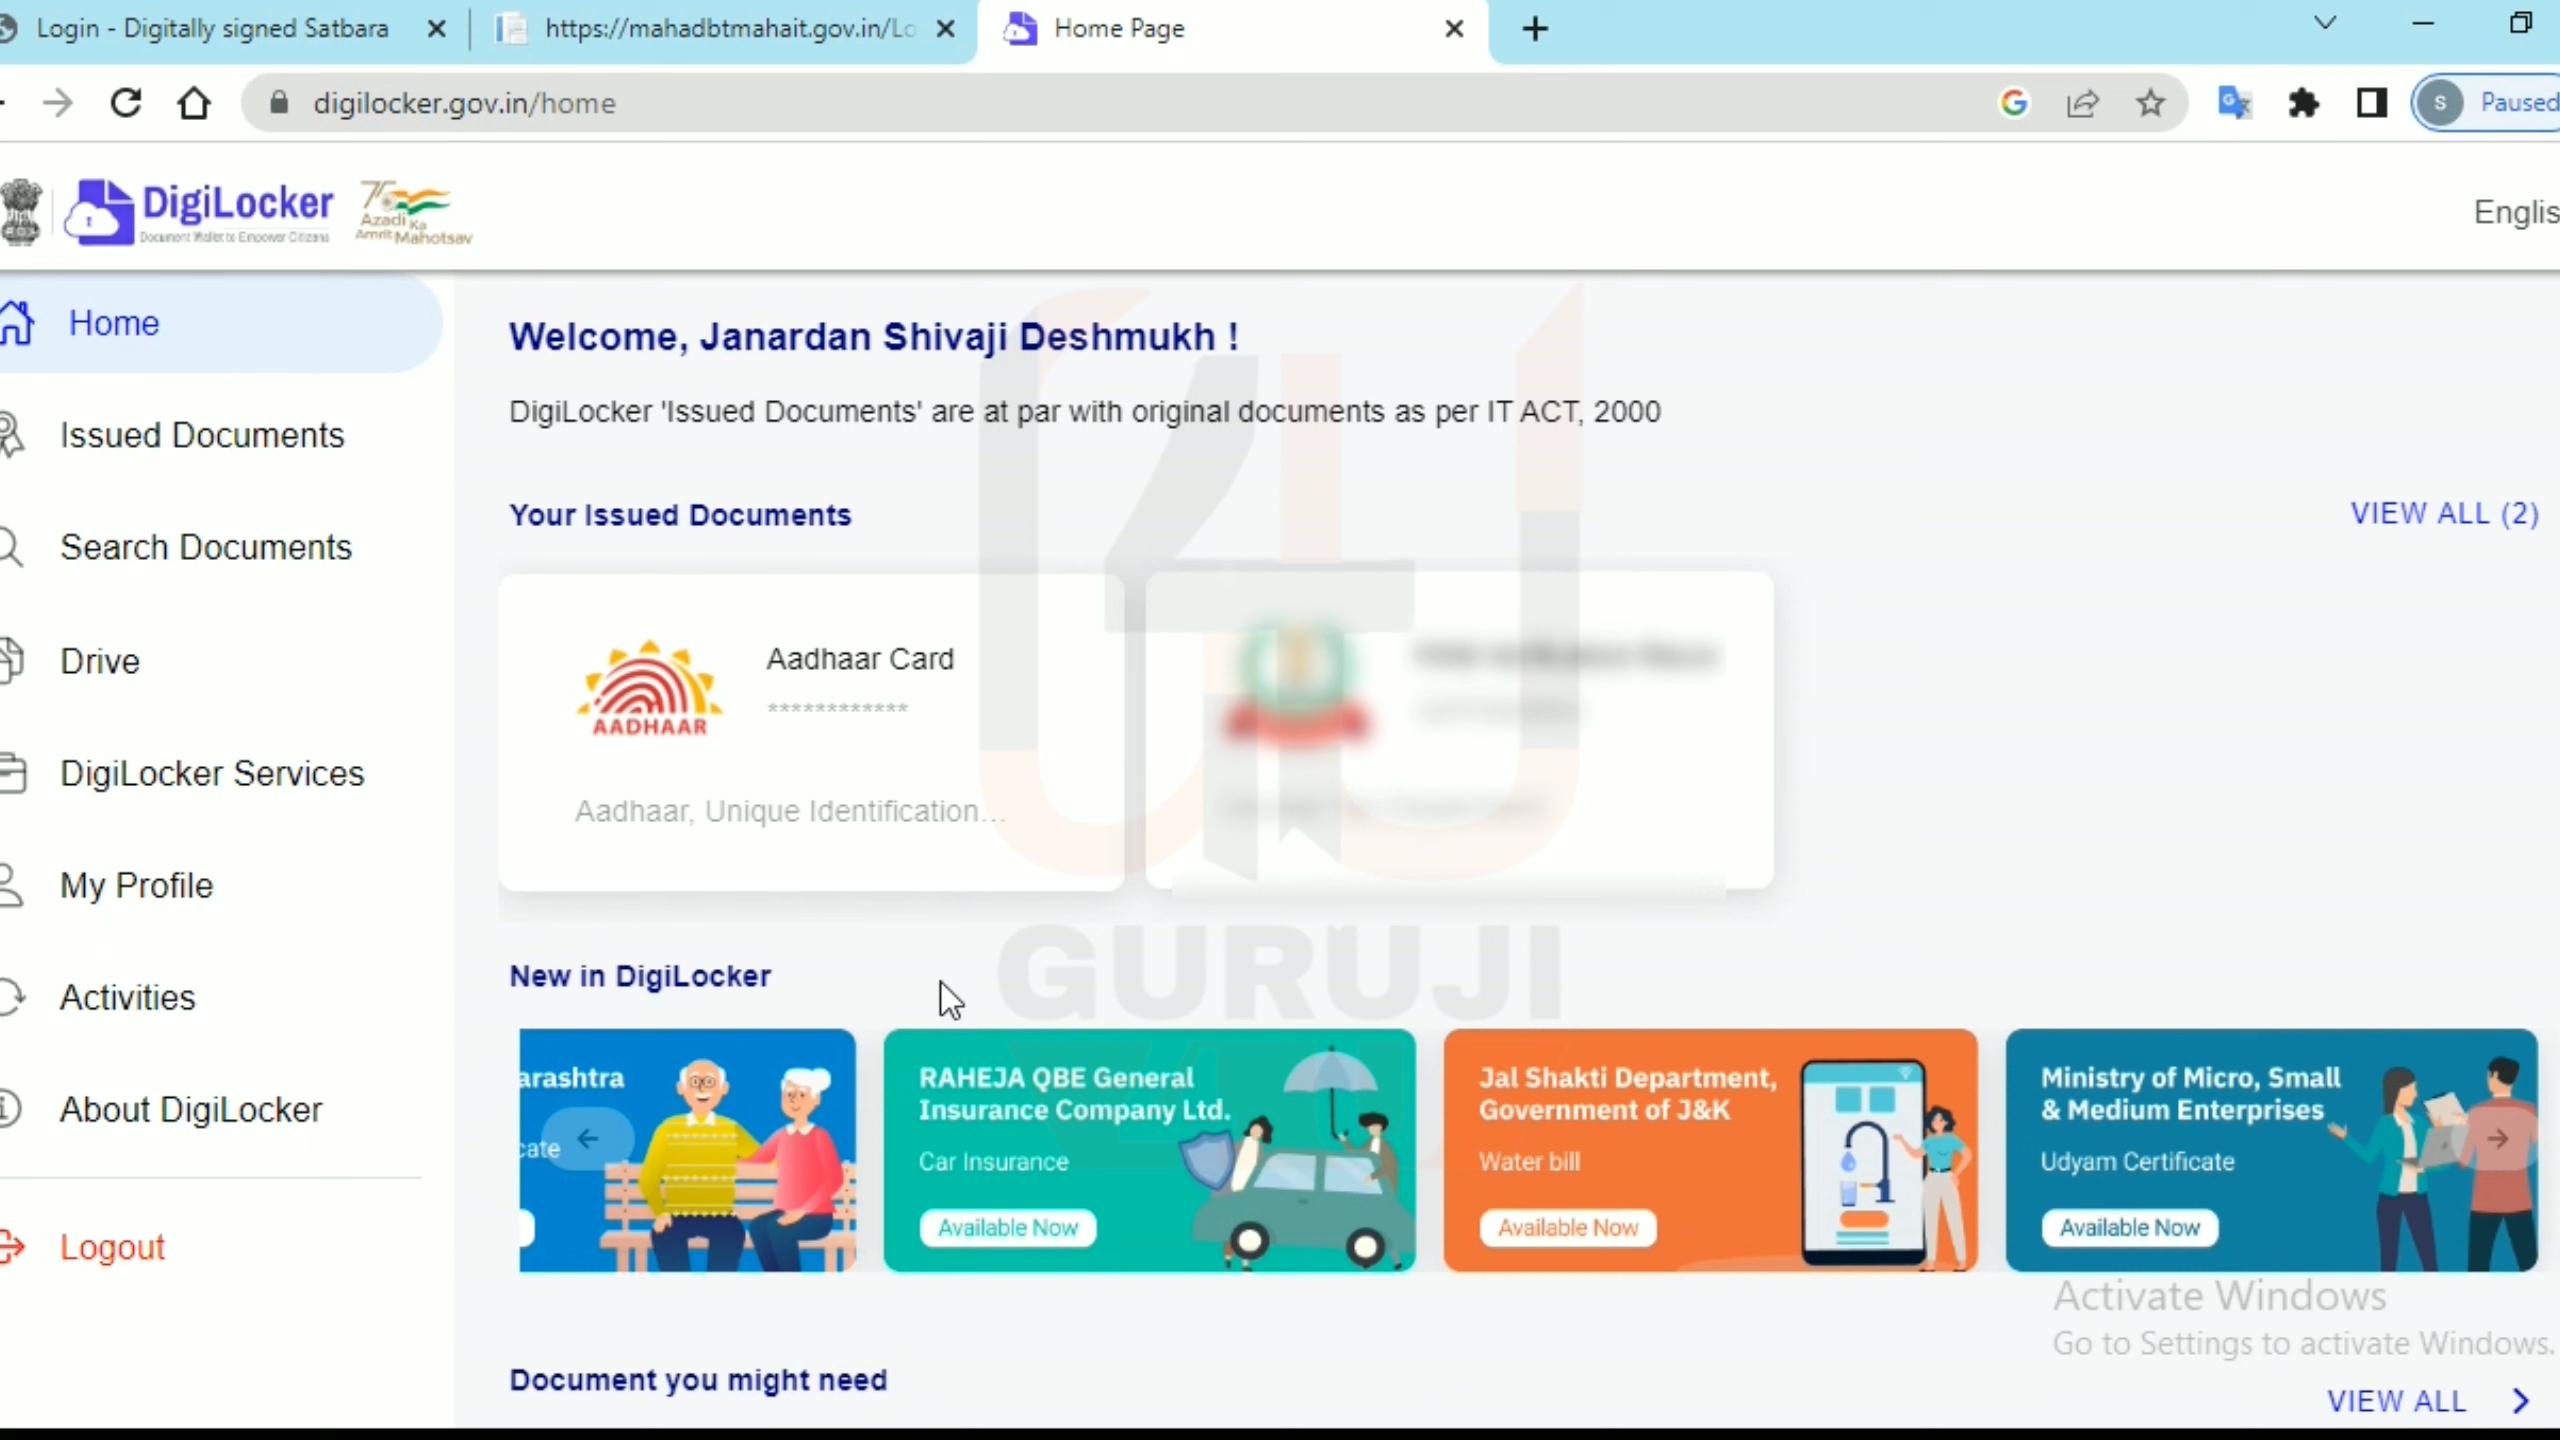 Login - Digitally signed Satbara
https://mahadbtmahait.gov.in/Lo
Home Page
digilocker.gov.in/home
S
Paused
DigiLocker
Document Wallet to Empower Citizens
Azadi Ka
Amrit Mahotsav
Englis
Home
Issued Documents
Search Documents
Drive
DigiLocker Services
My Profile
Activities
About DigiLocker
Logout
Welcome, Janardan Shivaji Deshmukh !
DigiLocker 'Issued Documents' are at par with original documents as per IT ACT, 2000
Your Issued Documents
VIEW ALL (2)
AADHAAR
Aadhaar Card
************
Aadhaar, Unique Identification...
GURUJI
New in DigiLocker
arashtra
cate
RAHEJA QBE General
Insurance Company Ltd.
Car Insurance
Available Now
Jal Shakti Department,
Government of J&K
Water bill
Available Now
Ministry of Micro, Small
& Medium Enterprises
Udyam Certificate
Available Now
Activate Windows
Go to Settings to activate Windows.
Document you might need
VIEW ALL